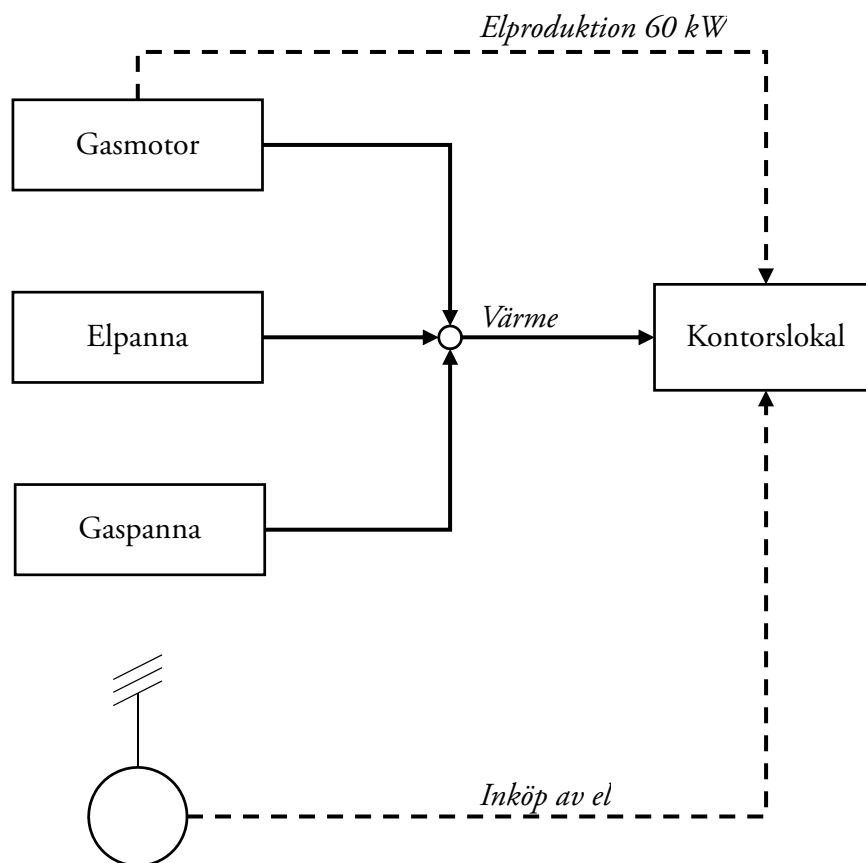 Elproduktion 60 kW
Gasmotor
Elpanna
Värme
Kontorslokal
Gaspanna
Inköp av el